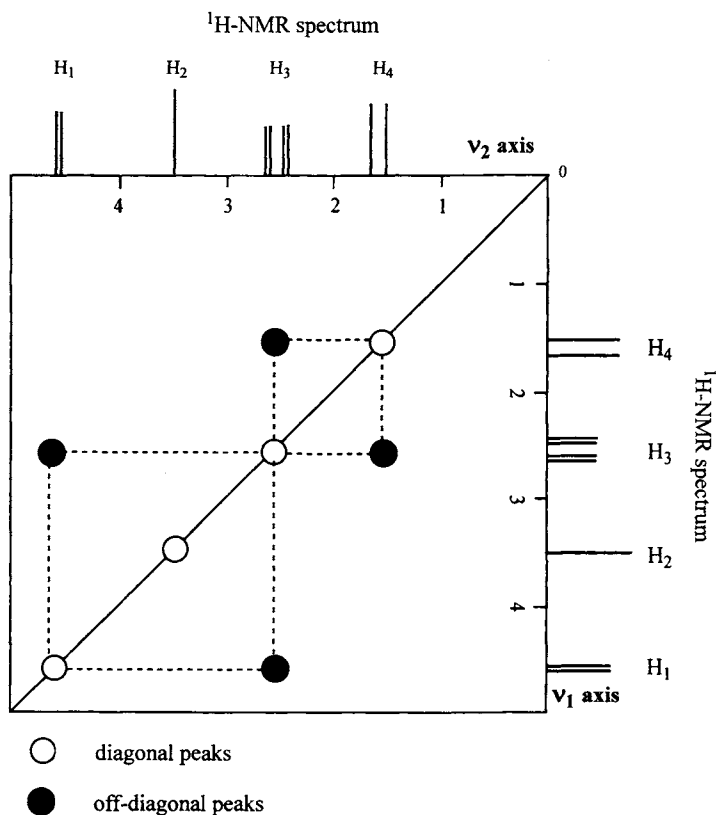 ¹H-NMR spectrum
H₁ H₂ H₃ H₄
ν₂ axis
0
4 3 2 1
1
2
3
4
H₄
H₃
H₂
H₁
¹H-NMR spectrum
ν₁ axis
diagonal peaks
off-diagonal peaks